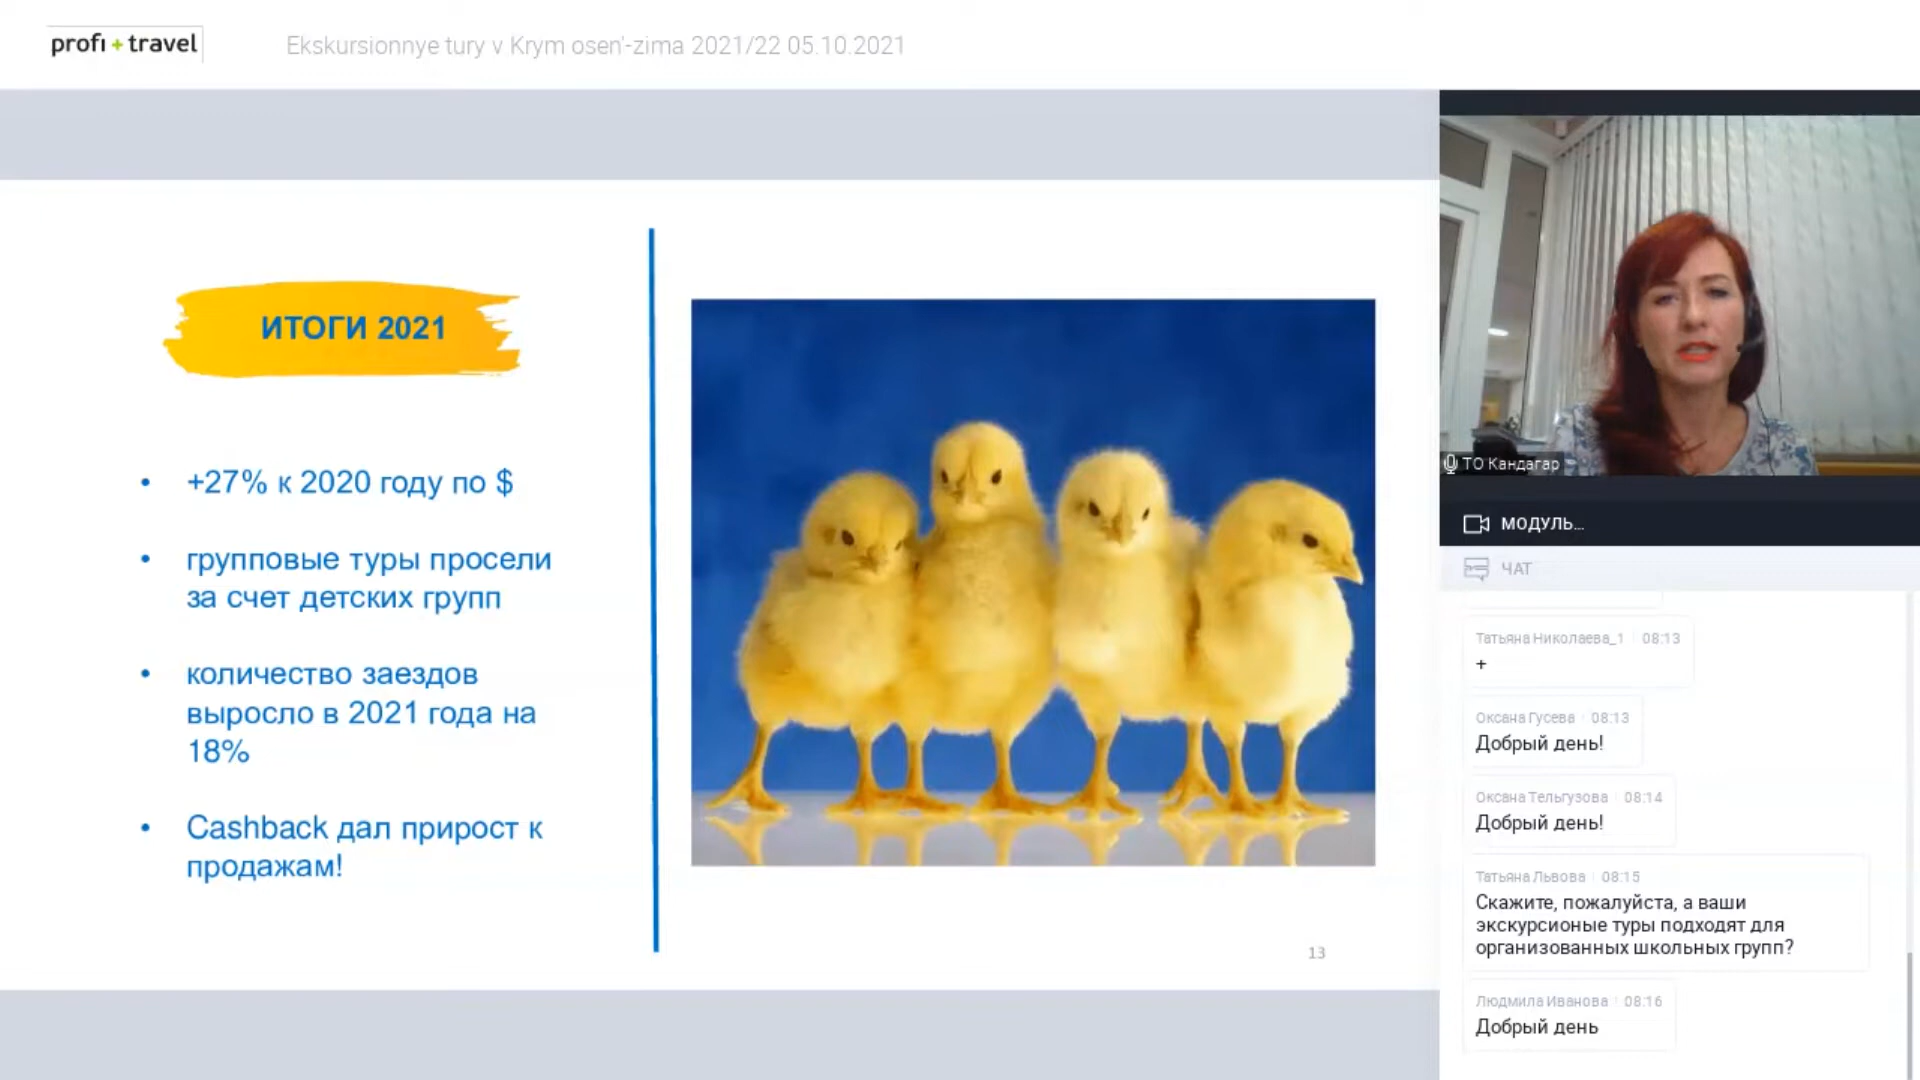 profi + travel
Ekskursionnye tury v Krym osen'-zima 2021/22 05.10.2021
ИТОГИ 2021
• +27% к 2020 году по $
• групповые туры просели
за счет детских групп
• количество заездов
выросло в 2021 года на
18%
• Cashback дал прирост к
продажам!
13
ТО Кандагар
МОДУЛЬ...
ЧАТ
Татьяна Николаева_1 08:13
+
Оксана Гусева 08:13
Добрый день!
Оксана Тельгузова 08:14
Добрый день!
Татьяна Львова 08:15
Скажите, пожалуйста, а ваши
экскурсионые туры подходят для
организованных школьных групп?
Людмила Иванова 08:16
Добрый день